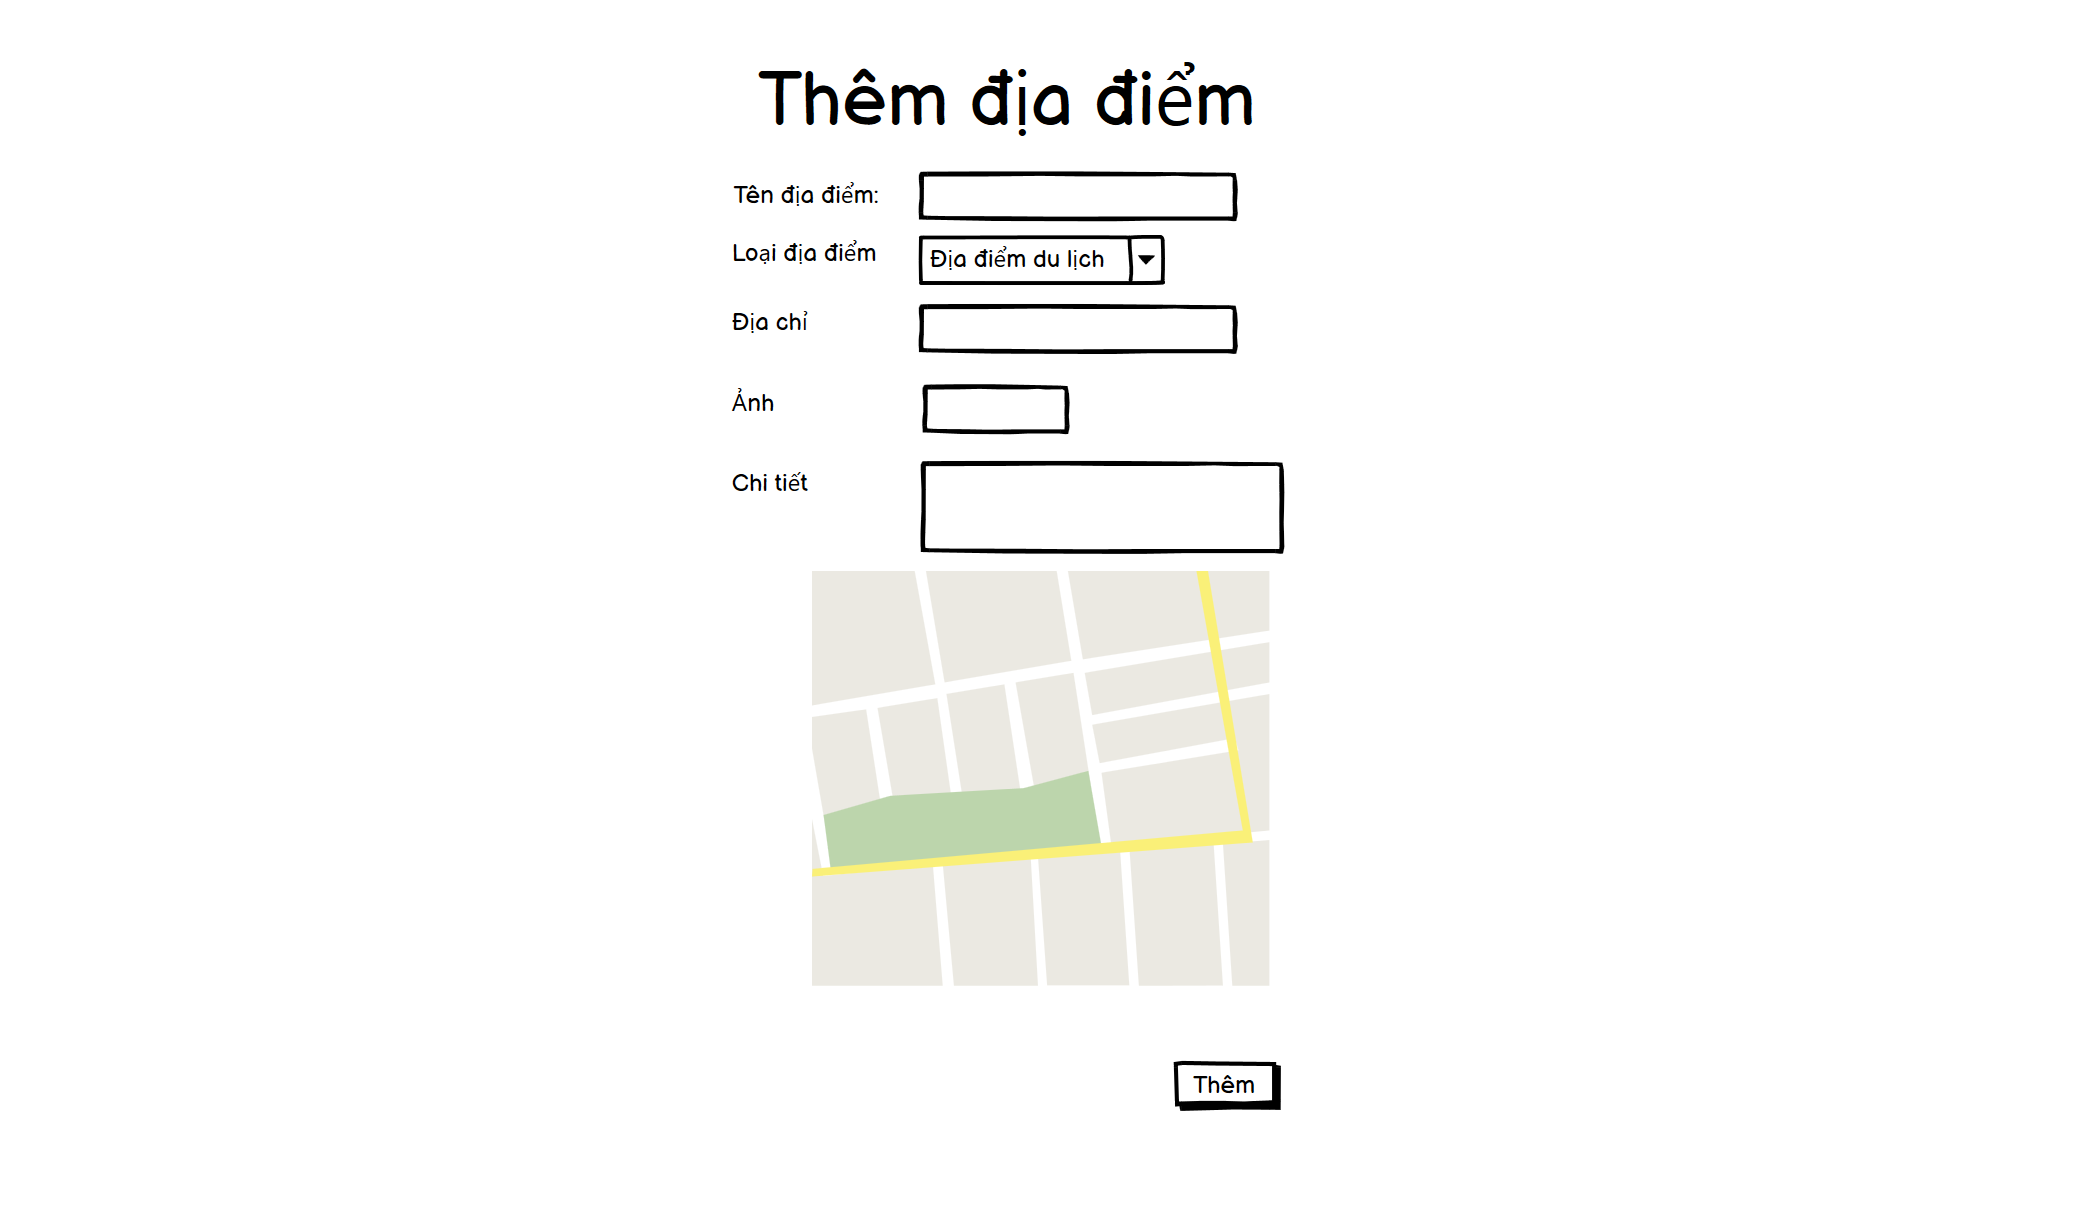 Thêm địa điểm
Tên địa điểm:
Loại địa điểm
Địa điểm du lịch
Địa chỉ
Ảnh
Chi tiết
Thêm